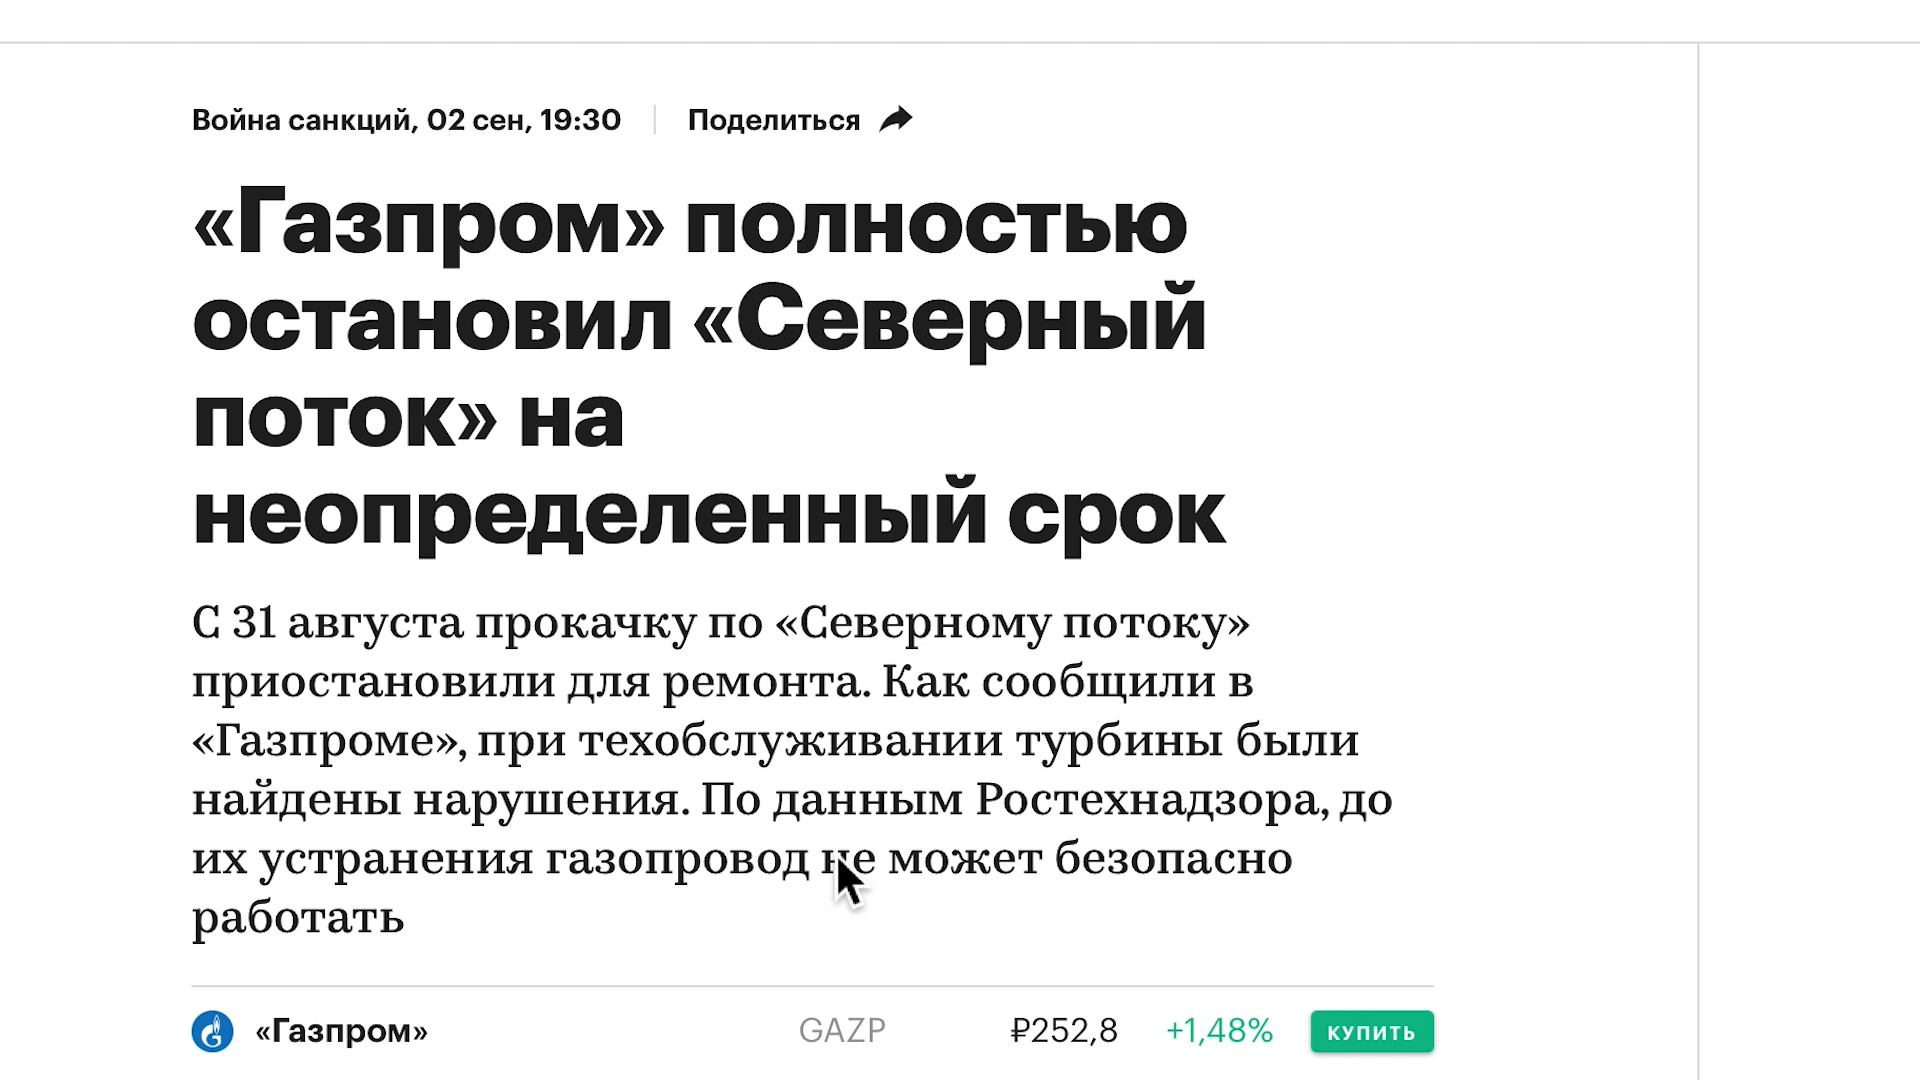 Война санкций, 02 сен, 19:30 Поделиться
«Газпром» полностью
остановил «Северный
поток» на
неопределенный срок
С 31 августа прокачку по «Северному потоку»
приостановили для ремонта. Как сообщили в
«Газпроме», при техобслуживании турбины были
найдены нарушения. По данным Ростехнадзора, до
их устранения газопровод не может безопасно
работать
«Газпром» GAZP ₽252,8 +1,48% КУПИТЬ